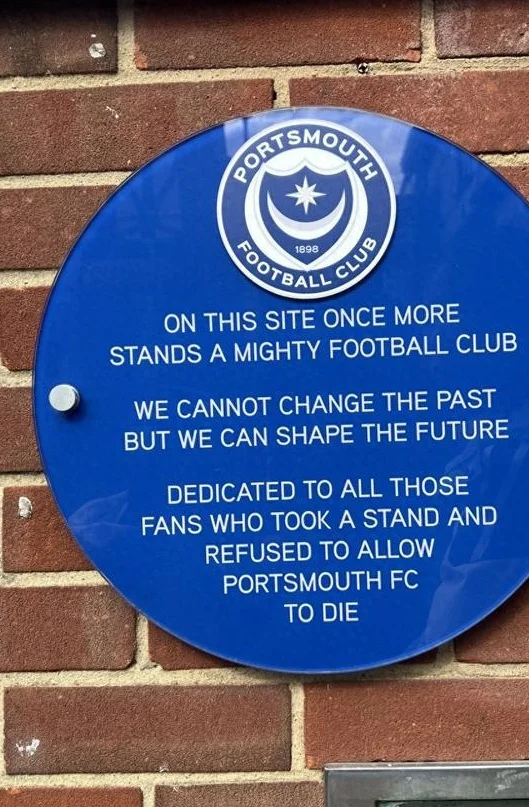 PORTSMOUTH
1898
FOOTBALL CLUB
ON THIS SITE ONCE MORE
STANDS A MIGHTY FOOTBALL CLUB
WE CANNOT CHANGE THE PAST
BUT WE CAN SHAPE THE FUTURE
DEDICATED TO ALL THOSE
FANS WHO TOOK A STAND AND
REFUSED TO ALLOW
PORTSMOUTH FC
TO DIE